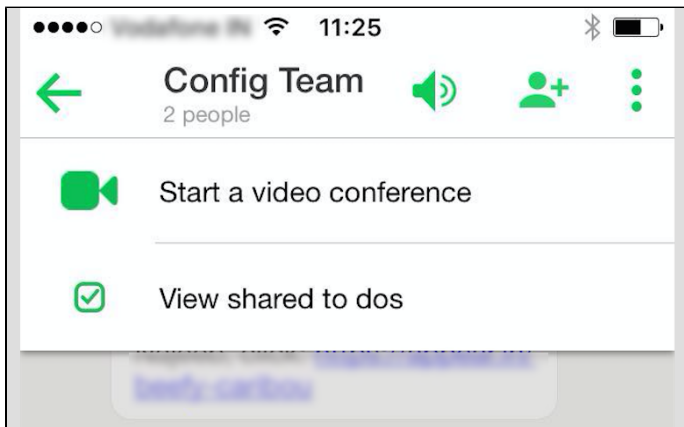 11:25
Config Team
2 people
Start a video conference
View shared to dos